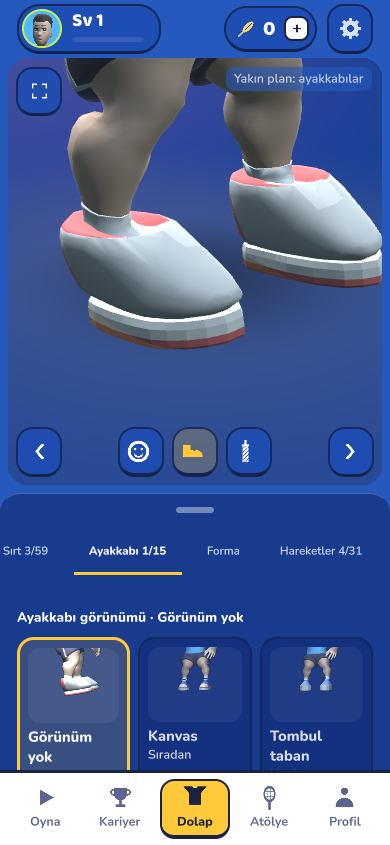 Sv 1
0
+
Yakın plan: ayakkabılar
Sırt 3/59
Ayakkabı 1/15
Forma
Hareketler 4/31
Ayakkabı görünümü · Görünüm yok
Görünüm
yok
Kanvas
Sıradan
Tombul
taban
Oyna
Kariyer
Dolap
Atölye
Profil